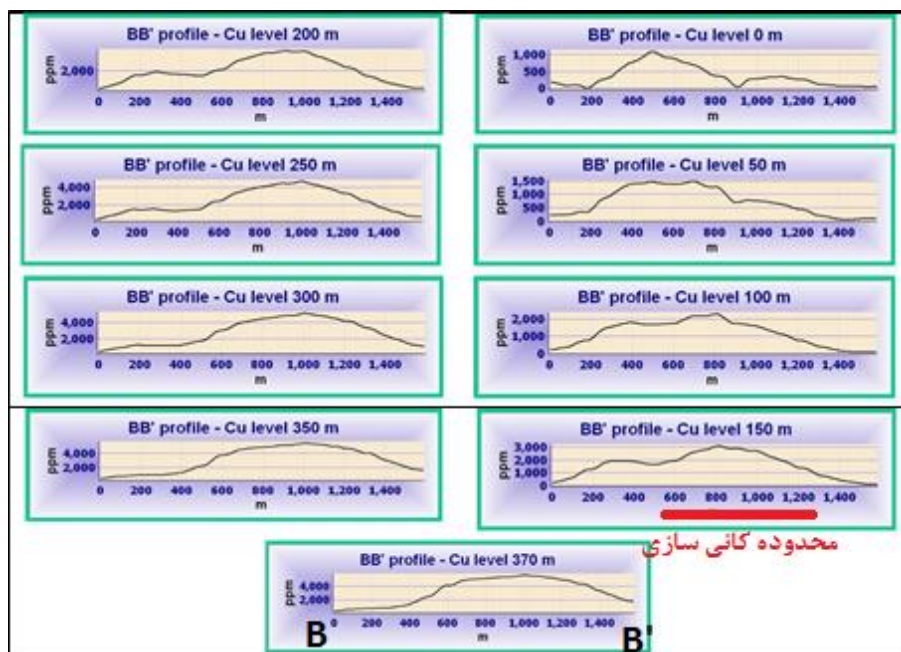 BB' profile - Cu level 200 m
ppm
2,000
0 200 400 600 800 1,000 1,200 1,400
m
BB' profile - Cu level 0 m
ppm
1,000
500
0
0 200 400 600 800 1,000 1,200 1,400
m
BB' profile - Cu level 250 m
ppm
4,000
2,000
0 200 400 600 800 1,000 1,200 1,400
m
BB' profile - Cu level 50 m
ppm
1,500
1,000
500
0
0 200 400 600 800 1,000 1,200 1,400
m
BB' profile - Cu level 300 m
ppm
4,000
2,000
0 200 400 600 800 1,000 1,200 1,400
m
BB' profile - Cu level 100 m
ppm
2,000
1,000
0
0 200 400 600 800 1,000 1,200 1,400
m
BB' profile - Cu level 350 m
ppm
4,000
2,000
0 200 400 600 800 1,000 1,200 1,400
m
BB' profile - Cu level 150 m
ppm
3,000
2,000
1,000
0
0 200 400 600 800 1,000 1,200 1,400
محدوده کانی سازی
BB' profile - Cu level 370 m
ppm
4,000
2,000
0 200 400 600 800 1,000 1,200 1,400
m
B
B'